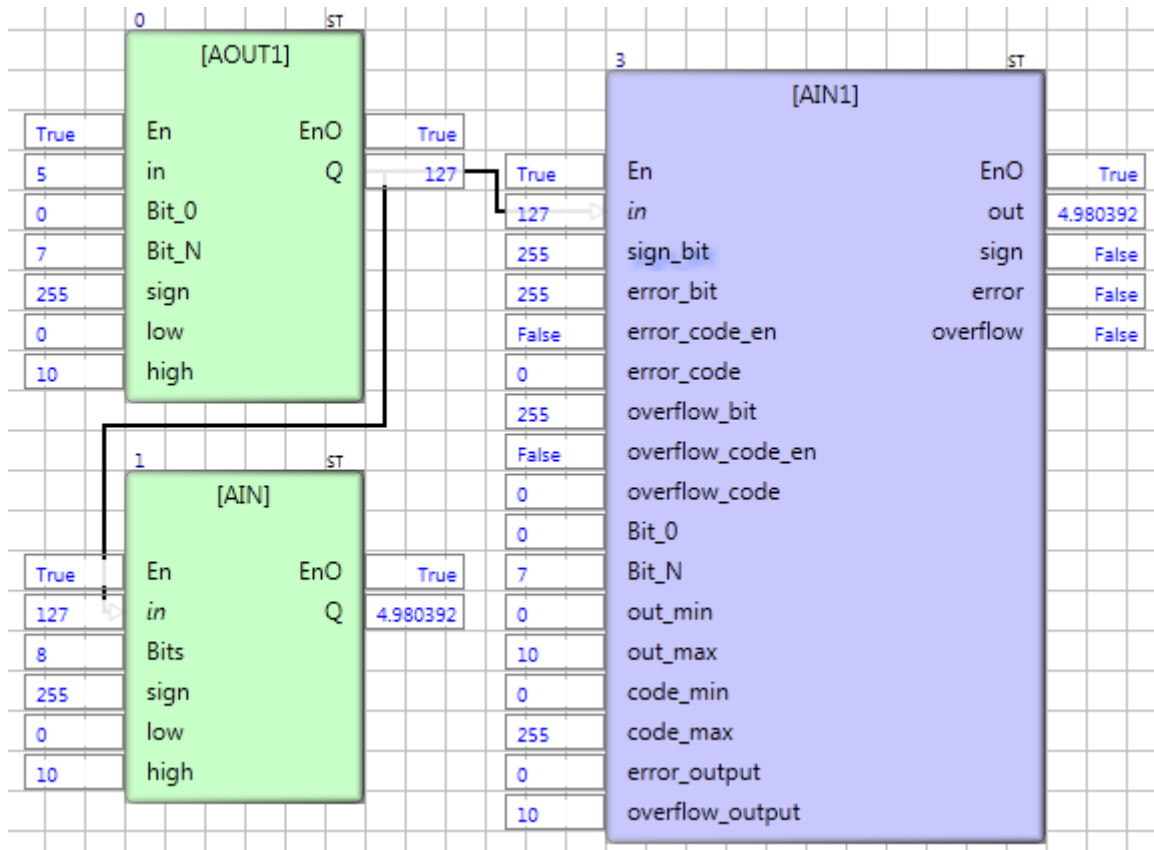 0 ST
[AOUT1]
True En EnO True
5 in Q 127
0 Bit_0
7 Bit_N
255 sign
0 low
10 high
1 ST
[AIN]
True En EnO True
127 in Q 4.980392
8 Bits
255 sign
0 low
10 high
3 ST
[AIN1]
True En EnO True
127 in out 4.980392
255 sign_bit sign False
255 error_bit error False
False error_code_en overflow False
0 error_code
255 overflow_bit
False overflow_code_en
0 overflow_code
0 Bit_0
7 Bit_N
0 out_min
10 out_max
0 code_min
255 code_max
0 error_output
10 overflow_output